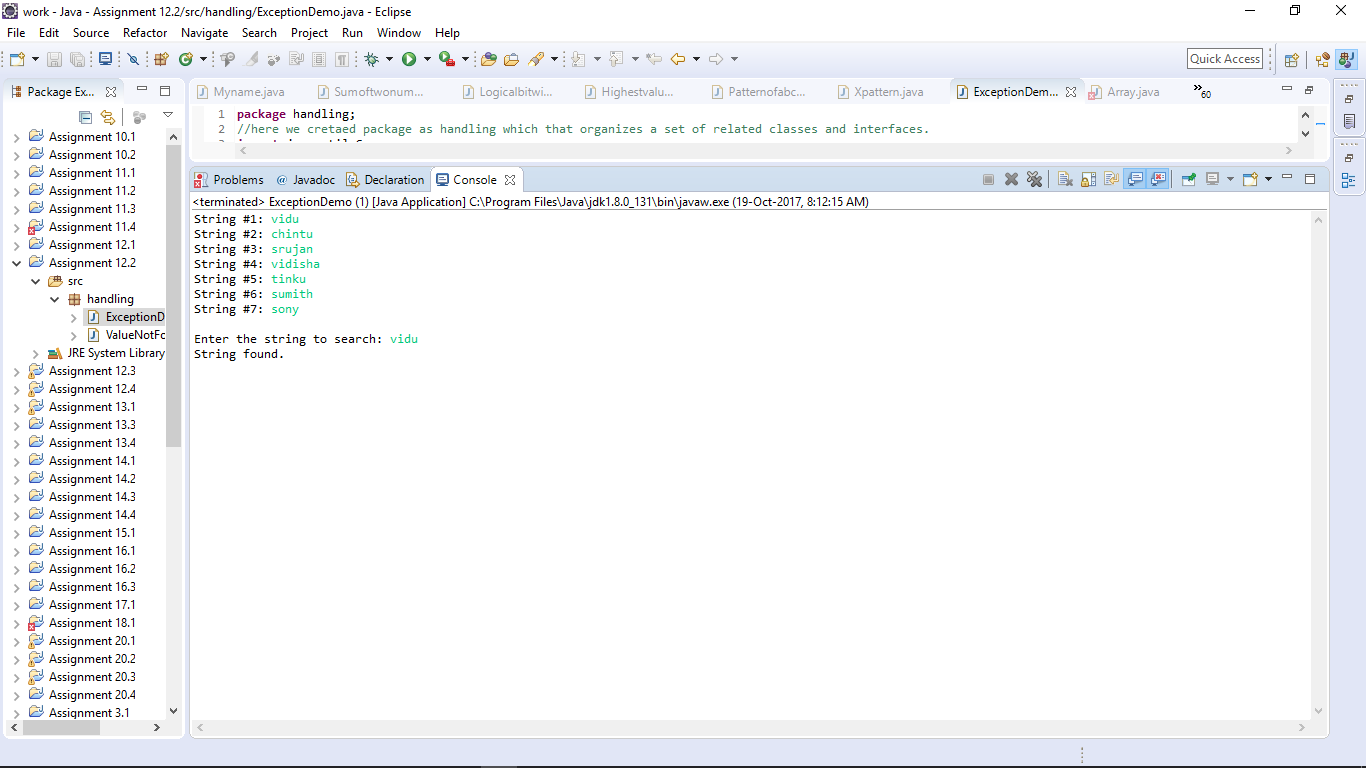 work - Java - Assignment 12.2/src/handling/ExceptionDemo.java - Eclipse
File Edit Source Refactor Navigate Search Project Run Window Help
Quick Access
Package Ex...
Myname.java Sumoftwonum... Logicalbitwi... Highestvalu... Patternofabc... Xpattern.java ExceptionDem... Array.java »60
1 package handling;
2 //here we cretaed package as handling which that organizes a set of related classes and interfaces.
Assignment 10.1
Assignment 10.2
Assignment 11.1
Assignment 11.2
Assignment 11.3
Assignment 11.4
Assignment 12.1
Assignment 12.2
src
handling
ExceptionD
ValueNotFo
JRE System Library
Assignment 12.3
Assignment 12.4
Assignment 13.1
Assignment 13.3
Assignment 13.4
Assignment 14.1
Assignment 14.2
Assignment 14.3
Assignment 14.4
Assignment 15.1
Assignment 16.1
Assignment 16.2
Assignment 16.3
Assignment 17.1
Assignment 18.1
Assignment 20.1
Assignment 20.2
Assignment 20.3
Assignment 20.4
Assignment 3.1
Problems @ Javadoc Declaration Console
<terminated> ExceptionDemo (1) [Java Application] C:\Program Files\Java\jdk1.8.0_131\bin\javaw.exe (19-Oct-2017, 8:12:15 AM)
String #1: vidu
String #2: chintu
String #3: srujan
String #4: vidisha
String #5: tinku
String #6: sumith
String #7: sony
Enter the string to search: vidu
String found.